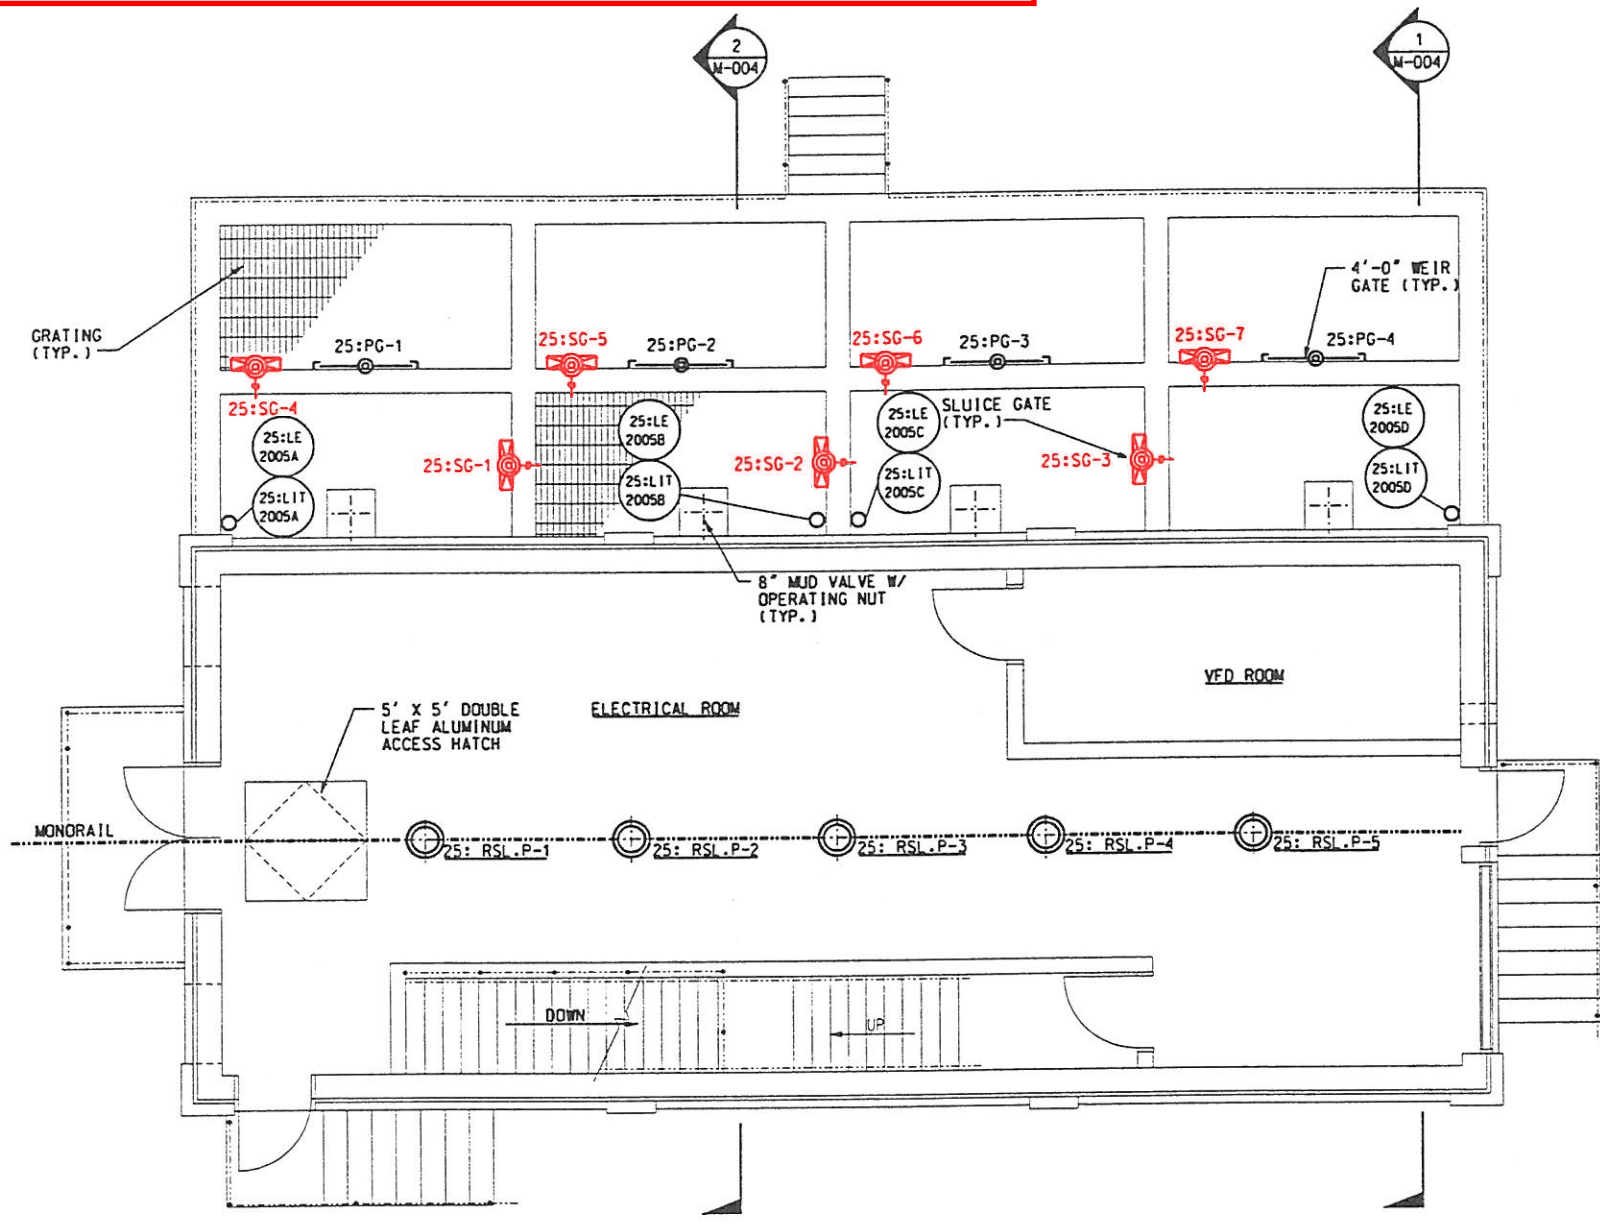 2
M-004
1
M-004
4'-0" WEIR
GATE (TYP.)
GRATING
(TYP.)
25:PG-1
25:SG-5
25:PG-2
25:SG-6
25:PG-3
25:SG-7
25:PG-4
25:SG-4
25:LE
2005A
25:LIT
2005A
25:SG-1
25:LE
2005B
25:LIT
2005B
25:SG-2
25:LE
2005C
25:LIT
2005C
SLUICE GATE
(TYP.)
25:SG-3
25:LE
2005D
25:LIT
2005D
8" MUD VALVE W/
OPERATING NUT
(TYP.)
VFD ROOM
5' X 5' DOUBLE
LEAF ALUMINUM
ACCESS HATCH
ELECTRICAL ROOM
MONORAIL
25: RSL.P-1
25: RSL.P-2
25: RSL.P-3
25: RSL.P-4
25: RSL.P-5
DOWN
UP